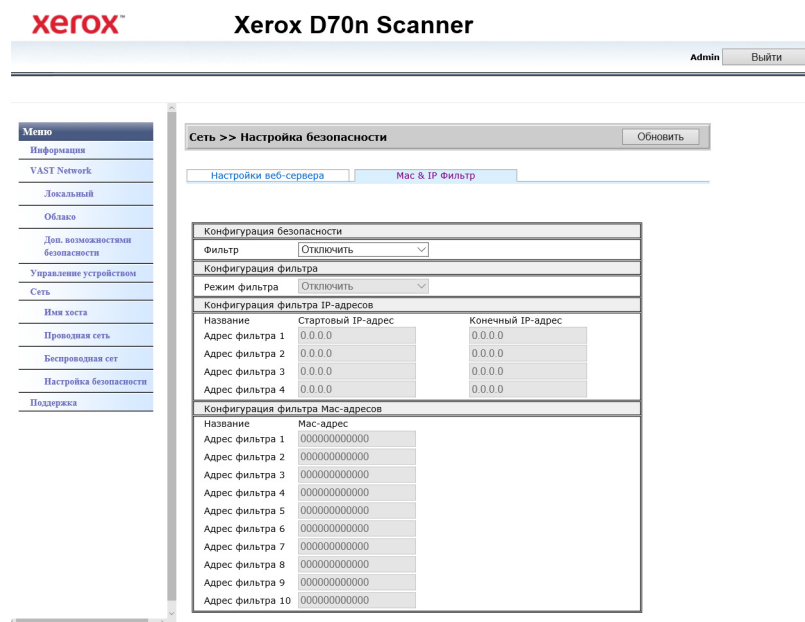 xerox™
Xerox D70n Scanner
Admin Выйти
Меню
Информация
VAST Network
Локальный
Облако
Доп. возможностями
безопасности
Управление устройством
Сеть
Имя хоста
Проводная сеть
Беспроводная сет
Настройка безопасности
Поддержка
Сеть >> Настройка безопасности Обновить
Настройки веб-сервера Mac & IP Фильтр
Конфигурация безопасности
Фильтр Отключить
Конфигурация фильтра
Режим фильтра Отключить
Конфигурация фильтра IP-адресов
Название Стартовый IP-адрес Конечный IP-адрес
Адрес фильтра 1 0.0.0.0 0.0.0.0
Адрес фильтра 2 0.0.0.0 0.0.0.0
Адрес фильтра 3 0.0.0.0 0.0.0.0
Адрес фильтра 4 0.0.0.0 0.0.0.0
Конфигурация фильтра Mac-адресов
Название Mac-адрес
Адрес фильтра 1 000000000000
Адрес фильтра 2 000000000000
Адрес фильтра 3 000000000000
Адрес фильтра 4 000000000000
Адрес фильтра 5 000000000000
Адрес фильтра 6 000000000000
Адрес фильтра 7 000000000000
Адрес фильтра 8 000000000000
Адрес фильтра 9 000000000000
Адрес фильтра 10 000000000000